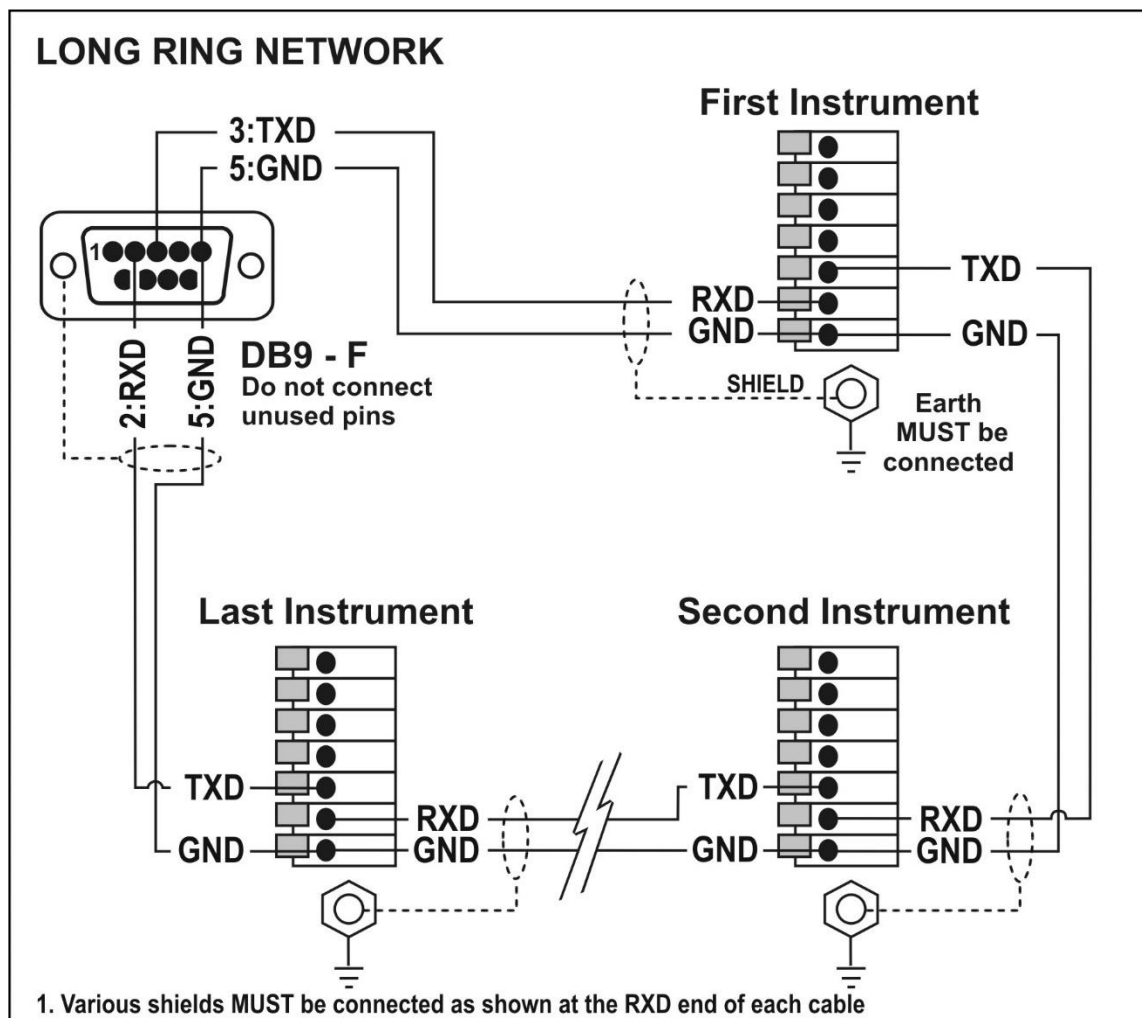 LONG RING NETWORK
First Instrument
3:TXD
5:GND
1
TXD
RXD
GND
GND
2:RXD
5:GND
DB9 - F
Do not connect
unused pins
SHIELD
Earth
MUST be
connected
Last Instrument
Second Instrument
TXD
RXD
GND
GND
TXD
RXD
GND
GND
1. Various shields MUST be connected as shown at the RXD end of each cable